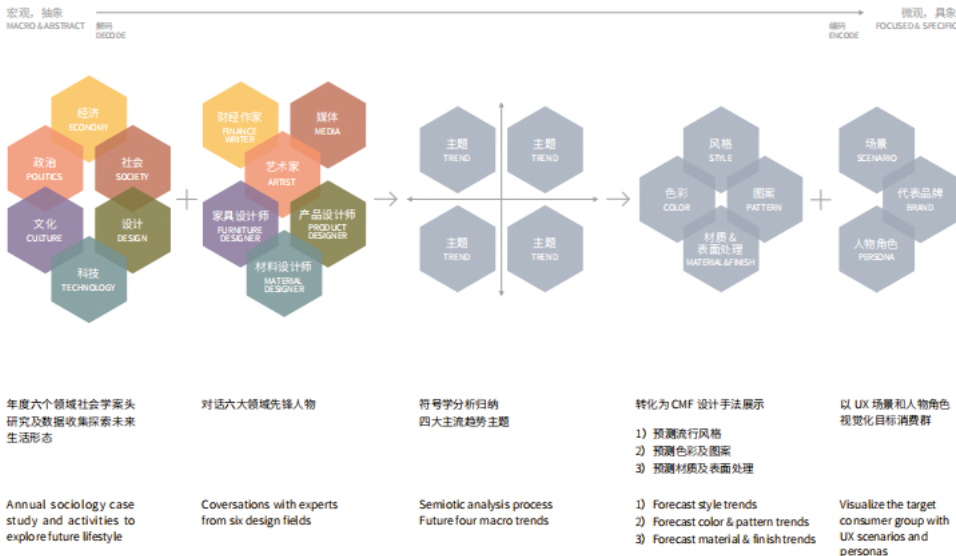 宏观，抽象
MACRO & ABSTRACT
解码
DECODE
编码
ENCODE
微观，具象
FOCUSED & SPECIFIC
经济
ECONOMY
政治
POLITICS
社会
SOCIETY
文化
CULTURE
设计
DESIGN
科技
TECHNOLOGY
财经作家
FINANCE
WRITER
媒体
MEDIA
艺术家
ARTIST
家具设计师
FURNITURE
DESIGNER
产品设计师
PRODUCT
DESIGNER
材料设计师
MATERIAL
DESIGNER
主题
TREND
主题
TREND
主题
TREND
主题
TREND
风格
STYLE
色彩
COLOR
图案
PATTERN
材质 &
表面处理
MATERIAL&FINISH
场景
SCENARIO
代表品牌
BRAND
人物角色
PERSONA
年度六个领域社会学案头
研究及数据收集探索未来
生活形态
Annual sociology case
study and activities to
explore future lifestyle
对话六大领域先锋人物
Coversations with experts
from six design fields
符号学分析归纳
四大主流趋势主题
Semiotic analysis process
Future four macro trends
转化为 CMF 设计手法展示
1）预测流行风格
2）预测色彩及图案
3）预测材质及表面处理
1) Forecast style trends
2) Forecast color & pattern trends
3) Forecast material & finish trends
以 UX 场景和人物角色
视觉化目标消费群
Visualize the target
consumer group with
UX scenarios and
personas